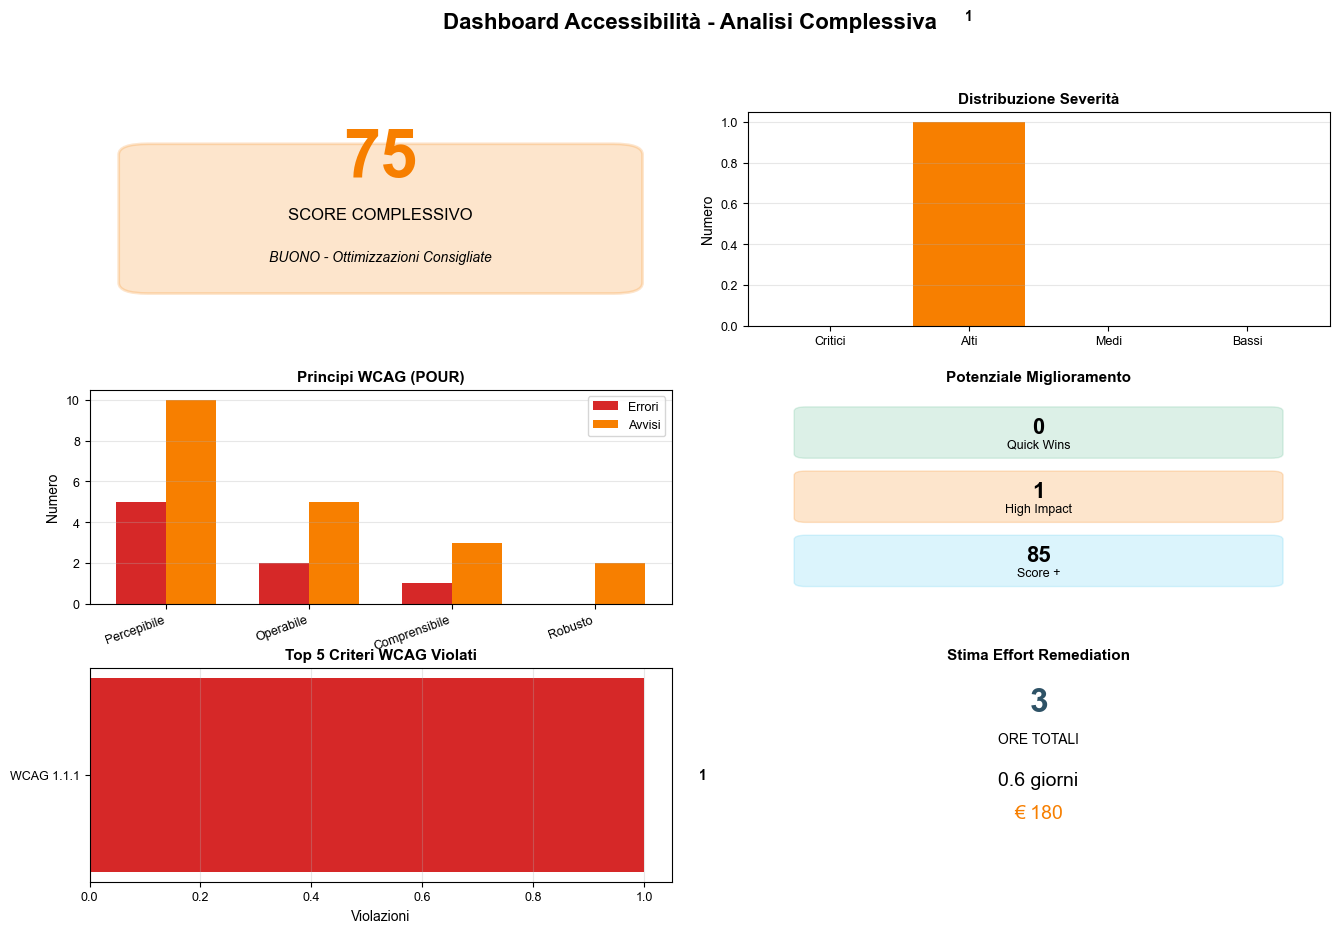 Dashboard Accessibilità - Analisi Complessiva
1
75
SCORE COMPLESSIVO
BUONO - Ottimizzazioni Consigliate
Distribuzione Severità
Numero
1.0
0.8
0.6
0.4
0.2
0.0
Critici
Alti
Medi
Bassi
Principi WCAG (POUR)
Numero
10
8
6
4
2
0
Errori
Avvisi
Percepibile
Operabile
Comprensibile
Robusto
Potenziale Miglioramento
0
Quick Wins
1
High Impact
85
Score +
Top 5 Criteri WCAG Violati
WCAG 1.1.1
1
0.0
0.2
0.4
0.6
0.8
1.0
Violazioni
Stima Effort Remediation
3
ORE TOTALI
0.6 giorni
€ 180